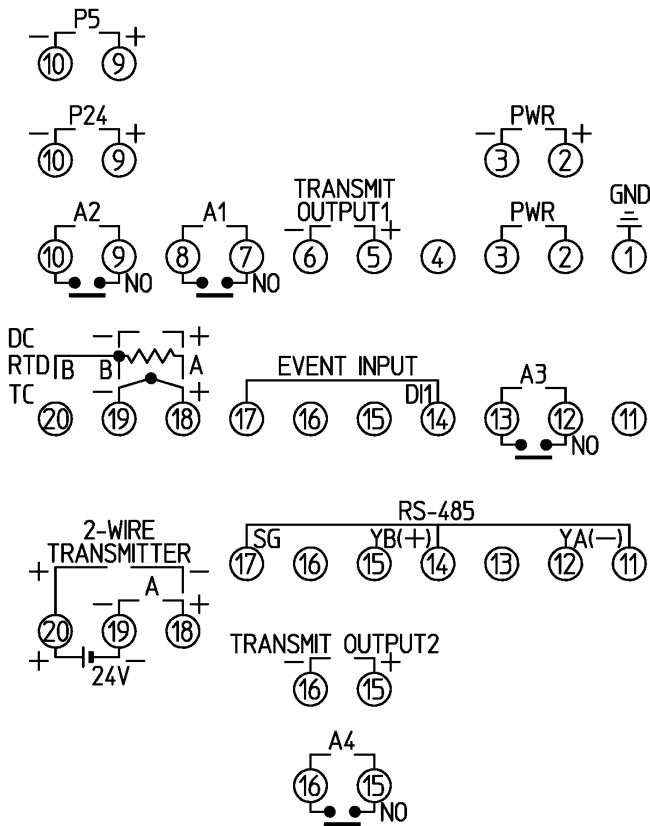 P5
− +
10 9
P24 PWR
− + − +
10 9 3 2
TRANSMIT
A2 A1 OUTPUT1 PWR GND
− +
10 9 8 7 6 5 4 3 2 1
NO NO
DC − +
RTD B B A EVENT INPUT A3
TC − + DI1
20 19 18 17 16 15 14 13 12 11
NO
RS-485
2-WIRE SG YB(+) YA(−)
TRANSMITTER 17 16 15 14 13 12 11
+ −
− A +
20 19 18
+ 24V −
TRANSMIT OUTPUT2
− +
16 15
A4
16 15
NO